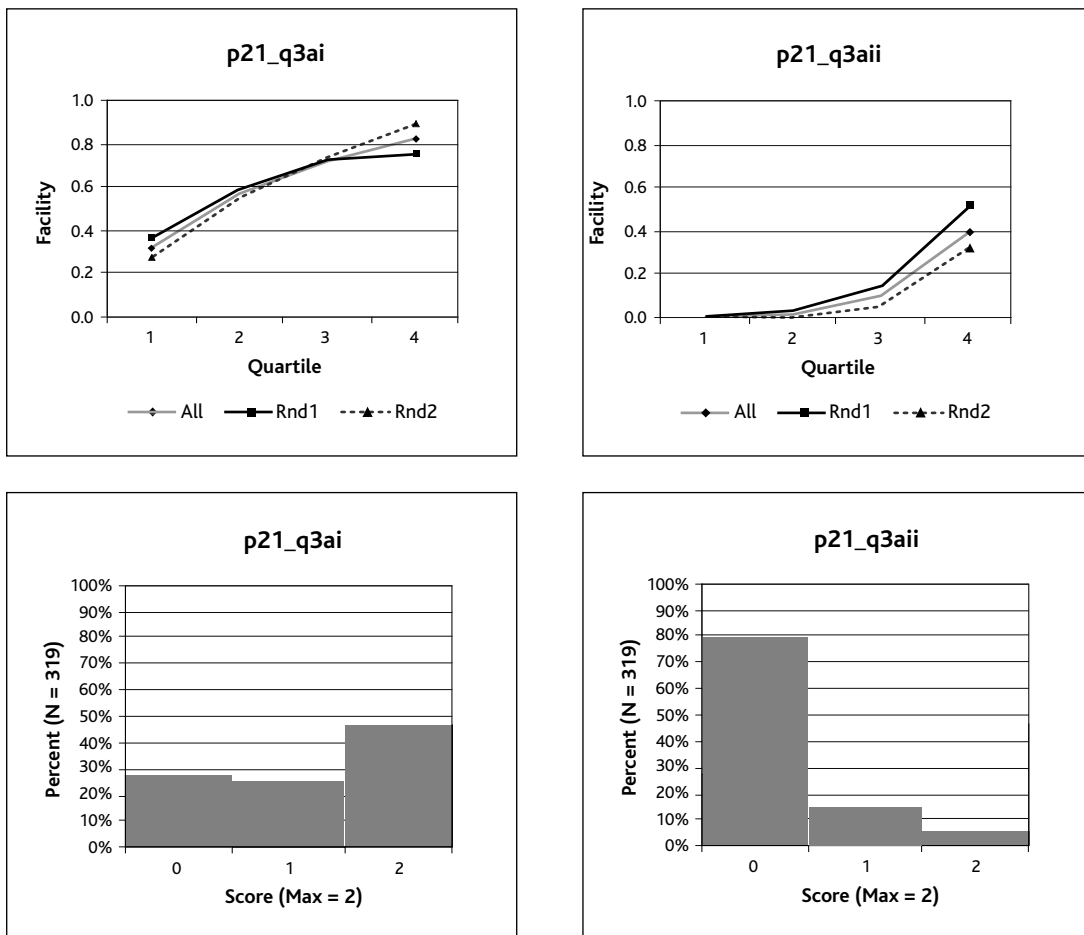 p21_q3ai
1.0
0.8
0.6
0.4
0.2
0.0
Facility
1 2 3 4
Quartile
All Rnd1 Rnd2
p21_q3aii
1.0
0.8
0.6
0.4
0.2
0.0
Facility
1 2 3 4
Quartile
All Rnd1 Rnd2
p21_q3ai
100%
90%
80%
70%
60%
50%
40%
30%
20%
10%
0%
Percent (N = 319)
0 1 2
Score (Max = 2)
p21_q3aii
100%
90%
80%
70%
60%
50%
40%
30%
20%
10%
0%
Percent (N = 319)
0 1 2
Score (Max = 2)